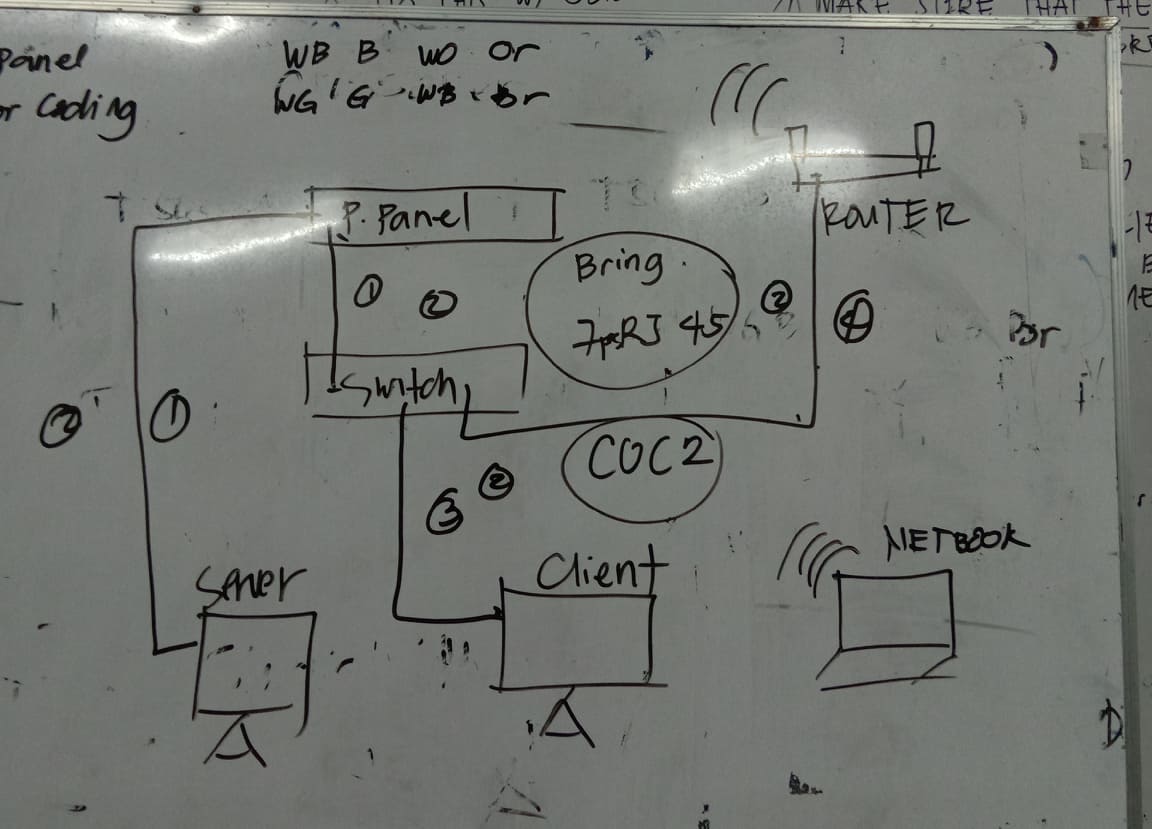 MAKE SURE THAT THE
Panel
or Coding
WB B WO Or
WG G WB Br
P. Panel
ROUTER
Bring
7pcs RJ 45
① ②
② ④
Br
Switch
② ①
COC2
②
③
NETBOOK
Server
Client